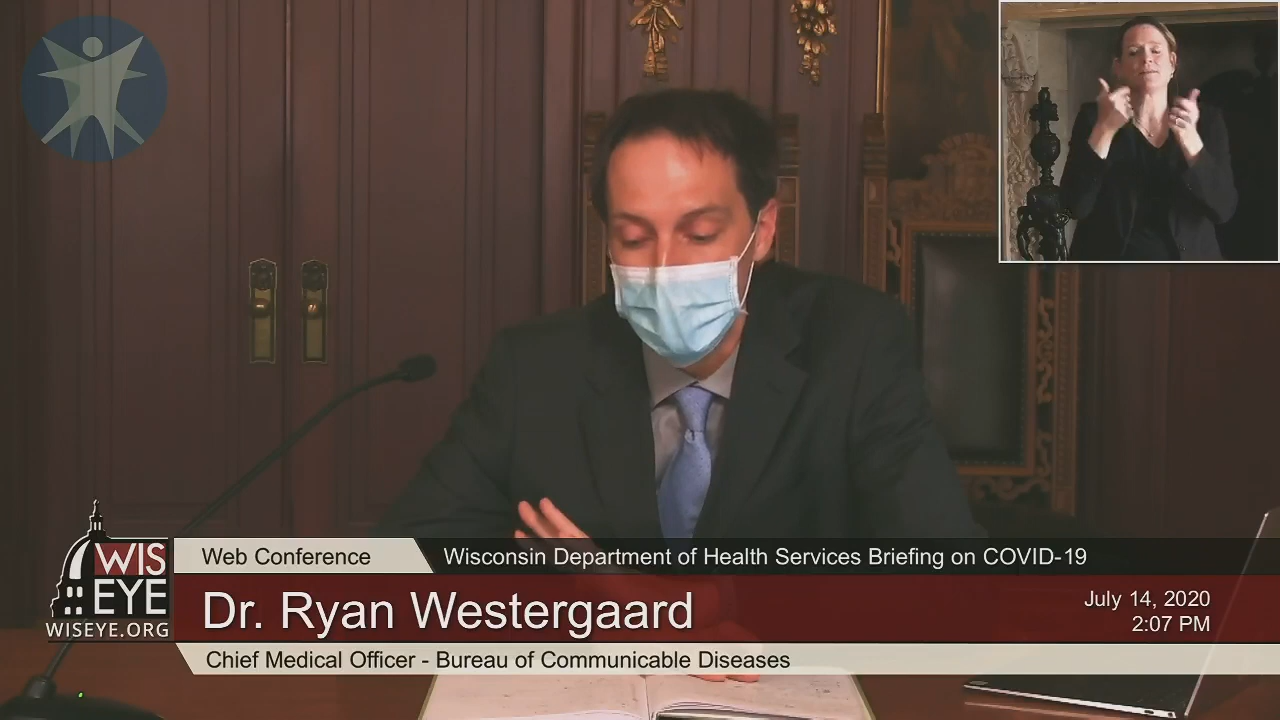 WIS
EYE
WISEYE.ORG
Web Conference
Wisconsin Department of Health Services Briefing on COVID-19
Dr. Ryan Westergaard
July 14, 2020
2:07 PM
Chief Medical Officer - Bureau of Communicable Diseases